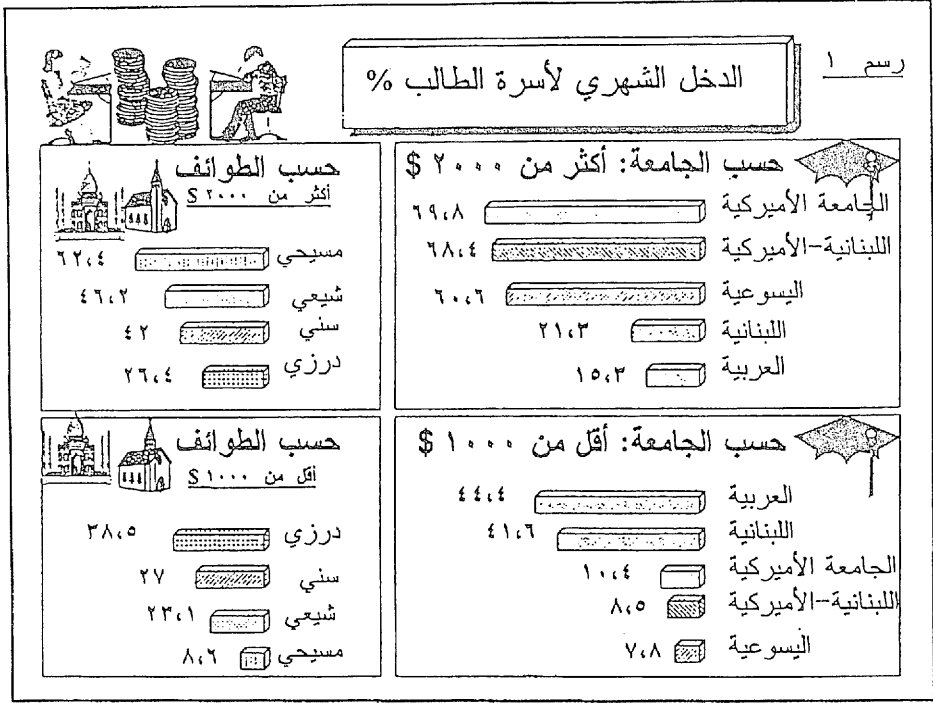 رسم ١
الدخل الشهري لأسرة الطالب %
حسب الجامعة: أكثر من ٢٠٠٠ $
الجامعة الأميركية ٦٩،٨
اللبنانية-الأميركية ٦٨،٤
اليسوعية ٦٠،٦
اللبنانية ٢١،٣
العربية ١٥،٣
حسب الطوائف
أكثر من ٢٠٠٠ $
مسيحي ٦٢،٤
شيعي ٤٦،٢
سني ٤٢
درزي ٢٦،٤
حسب الجامعة: أقل من ١٠٠٠ $
العربية ٤٤،٤
اللبنانية ٤١،٦
الجامعة الأميركية ١٠،٤
اللبنانية-الأميركية ٨،٥
اليسوعية ٧،٨
حسب الطوائف
أقل من ١٠٠٠ $
درزي ٣٨،٥
سني ٢٧
شيعي ٢٣،١
مسيحي ٨،٦